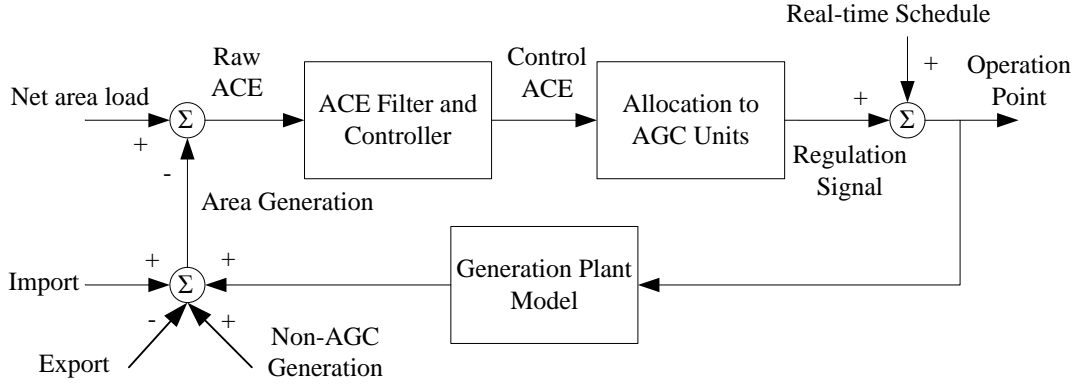 Real-time Schedule
Raw
ACE
Control
ACE
Operation
Point
Net area load
Σ
ACE Filter and
Controller
Allocation to
AGC Units
+
+
Σ
+
-
Regulation
Signal
Area Generation
+
+
Import
Σ
Generation Plant
Model
-
+
Export
Non-AGC
Generation